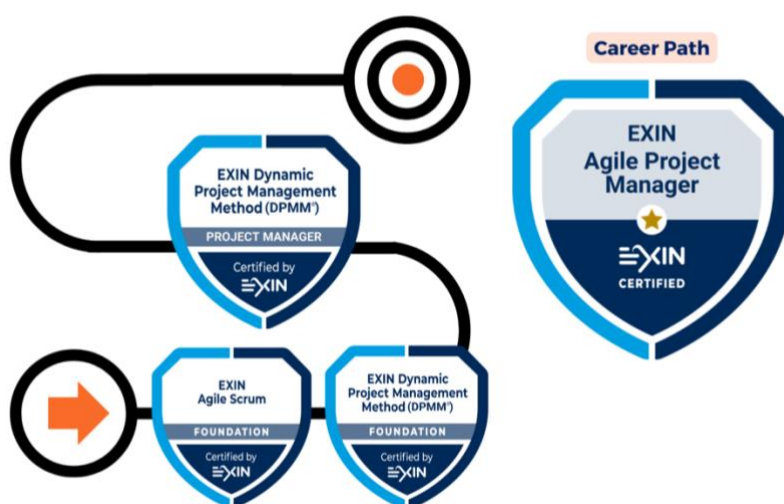 Career Path
EXIN
Agile Project
Manager
EXIN
CERTIFIED
EXIN Dynamic
Project Management
Method (DPMM®)
PROJECT MANAGER
Certified by
EXIN
EXIN
Agile Scrum
FOUNDATION
Certified by
EXIN
EXIN Dynamic
Project Management
Method (DPMM®)
FOUNDATION
Certified by
EXIN